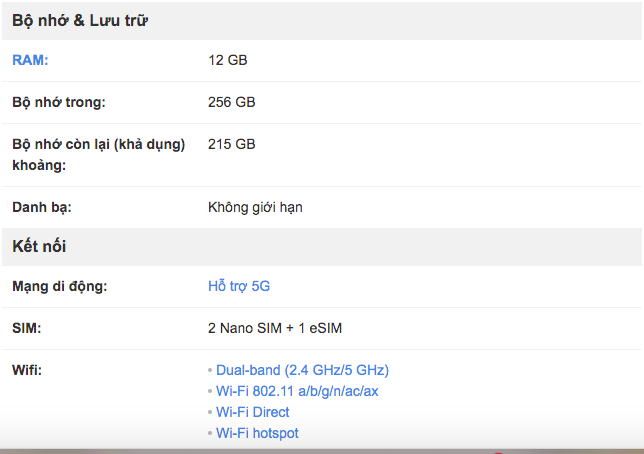 Bộ nhớ & Lưu trữ
RAM: 12 GB
Bộ nhớ trong: 256 GB
Bộ nhớ còn lại (khả dụng) 215 GB
khoảng:
Danh bạ: Không giới hạn
Kết nối
Mạng di động: Hỗ trợ 5G
SIM: 2 Nano SIM + 1 eSIM
Wifi: • Dual-band (2.4 GHz/5 GHz)
• Wi-Fi 802.11 a/b/g/n/ac/ax
• Wi-Fi Direct
• Wi-Fi hotspot